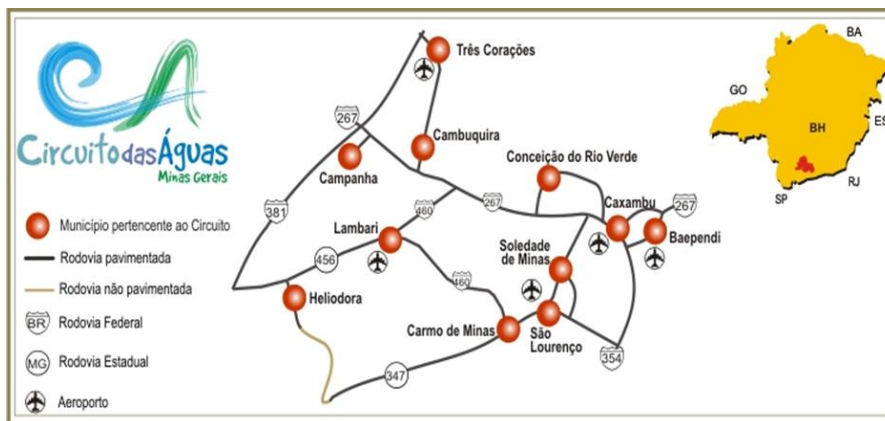 Circuito das Águas
Minas Gerais
Município pertencente ao Circuito
Rodovia pavimentada
Rodovia não pavimentada
BR Rodovia Federal
MG Rodovia Estadual
Aeroporto
Três Corações
267
Cambuquira
Campanha
Conceição do Rio Verde
381
460
267
Caxambu
267
Lambari
Baependi
456
Soledade
de Minas
460
Heliodora
Carmo de Minas
São
Lourenço
354
347
BA
GO
ES
BH
RJ
SP